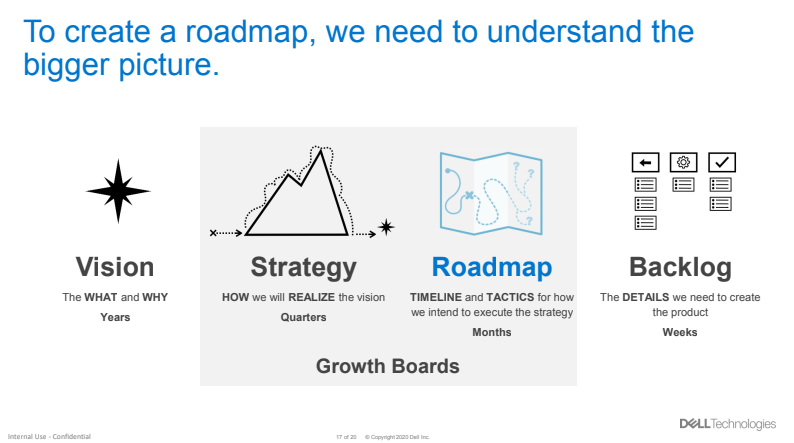 To create a roadmap, we need to understand the
bigger picture.
Vision
The WHAT and WHY
Years
Strategy
HOW we will REALIZE the vision
Quarters
Roadmap
TIMELINE and TACTICS for how
we intend to execute the strategy
Months
Backlog
The DETAILS we need to create
the product
Weeks
Growth Boards
Internal Use - Confidential
17 of 20 © Copyright 2020 Dell Inc.
DELLTechnologies